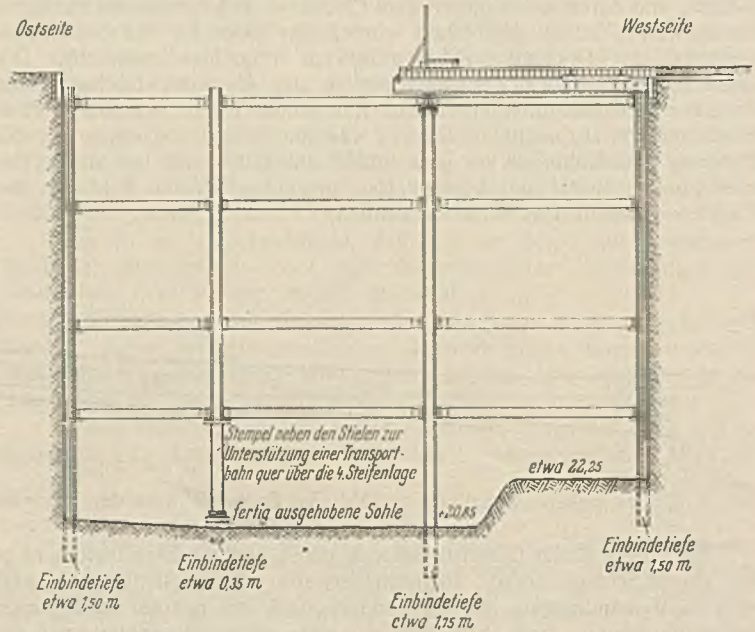 Ostseite
Westseite
Stempel neben den Stielen zur
Unterstützung einer Transport-
bahn quer über die 4. Steifenlage
etwa 22,25
fertig ausgehobene Sohle
+20,85
Einbindetiefe
etwa 1,50 m
Einbindetiefe
etwa 0,35 m
Einbindetiefe
etwa 1,75 m
Einbindetiefe
etwa 1,50 m